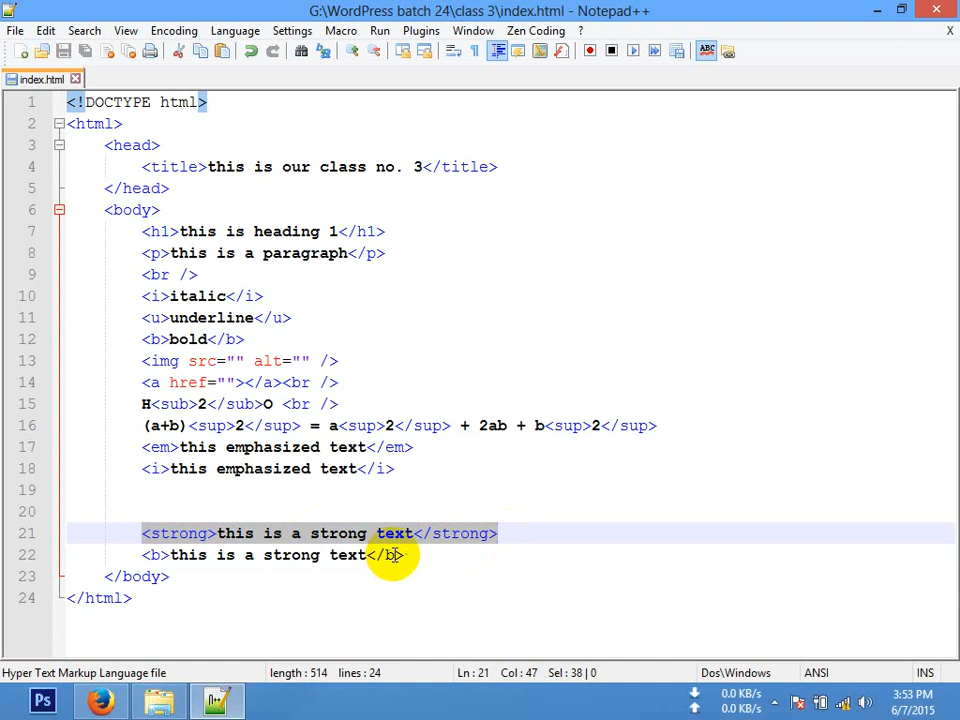 G:\WordPress batch 24\class 3\index.html - Notepad++
File Edit Search View Encoding Language Settings Macro Run Plugins Window Zen Coding ? X
index.html
1 <!DOCTYPE html>
2 <html>
3 <head>
4 <title>this is our class no. 3</title>
5 </head>
6 <body>
7 <h1>this is heading 1</h1>
8 <p>this is a paragraph</p>
9 <br />
10 <i>italic</i>
11 <u>underline</u>
12 <b>bold</b>
13 <img src="" alt="" />
14 <a href=""></a><br />
15 H<sub>2</sub>O <br />
16 (a+b)<sup>2</sup> = a<sup>2</sup> + 2ab + b<sup>2</sup>
17 <em>this emphasized text</em>
18 <i>this emphasized text</i>
19
20
21 <strong>this is a strong text</strong>
22 <b>this is a strong text</b>
23 </body>
24 </html>
Hyper Text Markup Language file length : 514 lines : 24 Ln : 21 Col : 47 Sel : 38 | 0 Dos\Windows ANSI INS
Ps
0.0 KB/s
0.0 KB/s
3:53 PM
6/7/2015